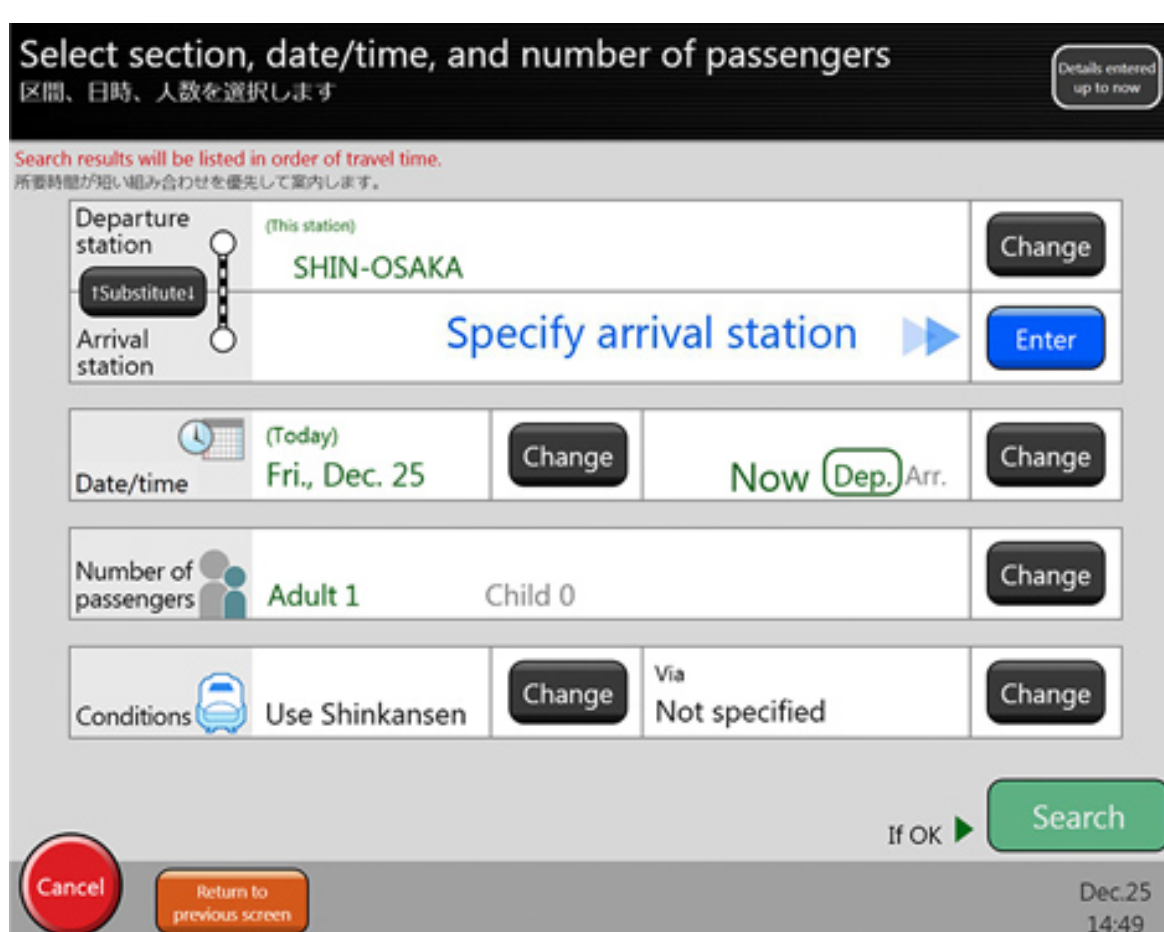 Select section, date/time, and number of passengers
区間、日時、人数を選択します
Details entered
up to now
Search results will be listed in order of travel time.
所要時間が短い組み合わせを優先して案内します。
Departure
station
(This station)
SHIN-OSAKA
Change
↑Substitute↓
Arrival
station
Specify arrival station
Enter
Date/time
(Today)
Fri., Dec. 25
Change
Now Dep. Arr.
Change
Number of
passengers
Adult 1
Child 0
Change
Conditions
Use Shinkansen
Change
Via
Not specified
Change
If OK
Search
Cancel
Return to
previous screen
Dec.25
14:49